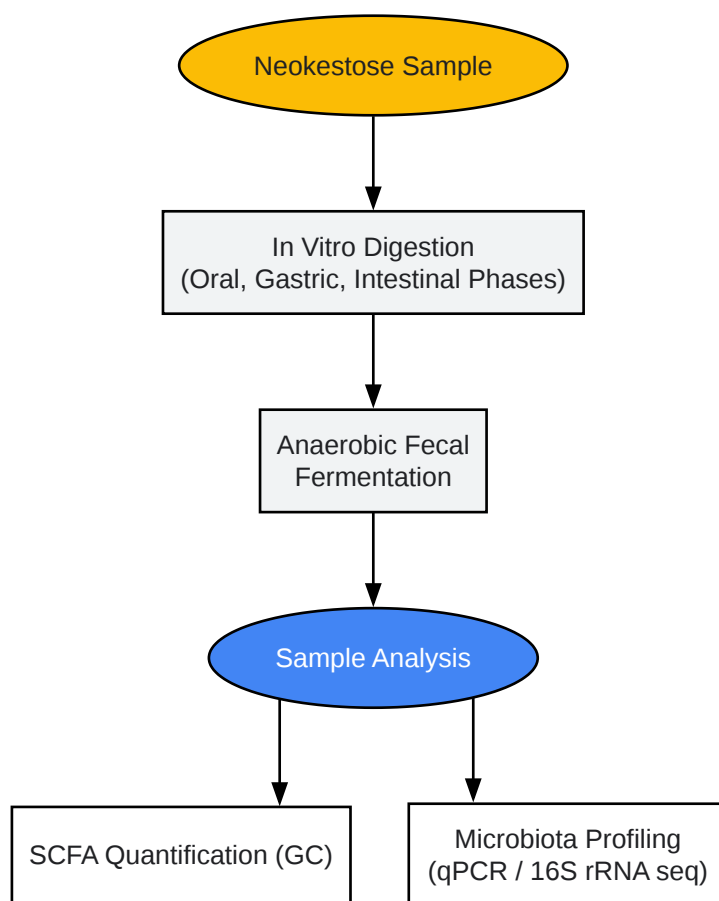 Neokestose Sample
In Vitro Digestion
(Oral, Gastric, Intestinal Phases)
Anaerobic Fecal
Fermentation
Sample Analysis
SCFA Quantification (GC)
Microbiota Profiling
(qPCR / 16S rRNA seq)